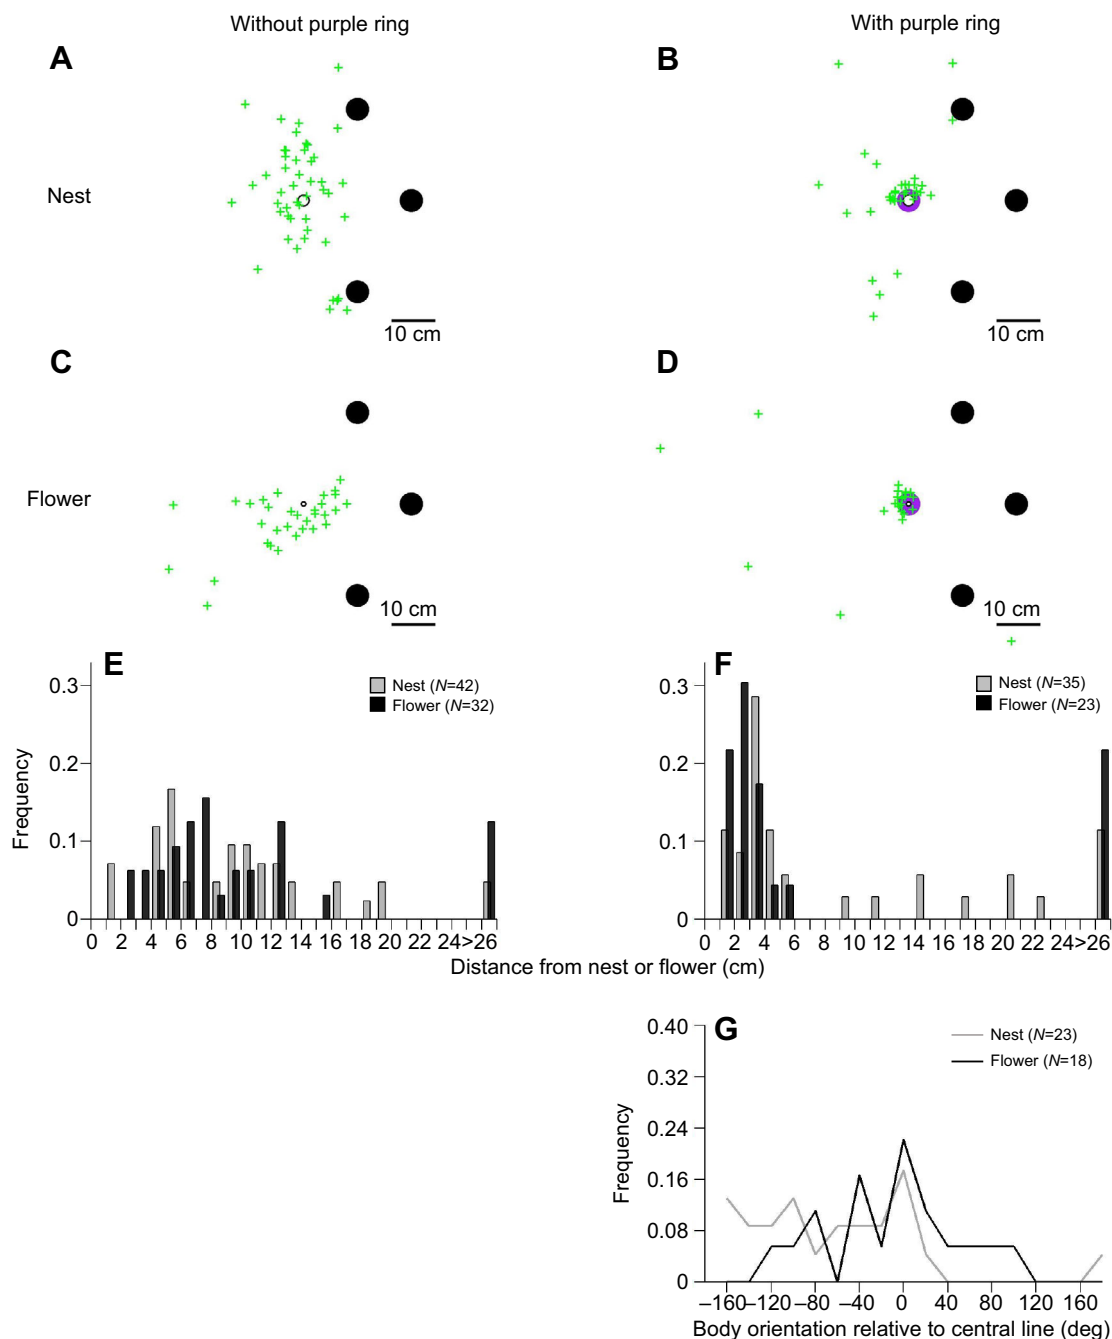 Without purple ring
With purple ring
A
B
Nest
10 cm
10 cm
C
D
Flower
10 cm
10 cm
E
Nest (N=42)
Flower (N=32)
Frequency
0.3
0.2
0.1
0
0 2 4 6 8 10 12 14 16 18 20 22 24 >26
F
Nest (N=35)
Flower (N=23)
0.3
0.2
0.1
0
0 2 4 6 8 10 12 14 16 18 20 22 24 >26
Distance from nest or flower (cm)
G
Nest (N=23)
Flower (N=18)
Frequency
0.40
0.32
0.24
0.16
0.08
0
–160 –120 –80 –40 0 40 80 120 160
Body orientation relative to central line (deg)